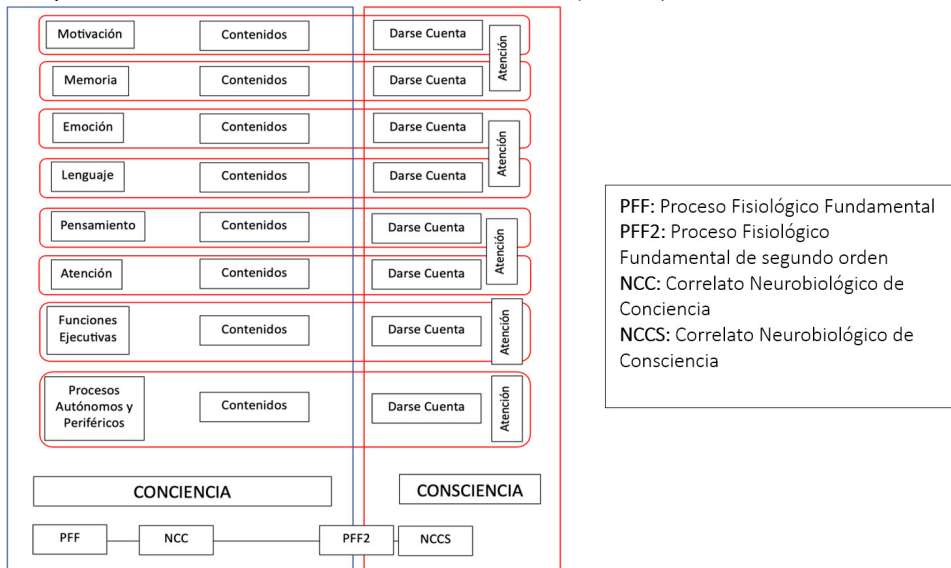 Motivación Contenidos Darse Cuenta
Atención
Memoria Contenidos Darse Cuenta
Emoción Contenidos Darse Cuenta
Atención
Lenguaje Contenidos Darse Cuenta
Pensamiento Contenidos Darse Cuenta
Atención
Atención Contenidos Darse Cuenta
Funciones
Ejecutivas
Contenidos Darse Cuenta
Atención
Procesos
Autónomos y
Periféricos
Contenidos Darse Cuenta
Atención
CONCIENCIA CONSCIENCIA
PFF NCC PFF2 NCCS
PFF: Proceso Fisiológico Fundamental
PFF2: Proceso Fisiológico
Fundamental de segundo orden
NCC: Correlato Neurobiológico de
Conciencia
NCCS: Correlato Neurobiológico de
Consciencia